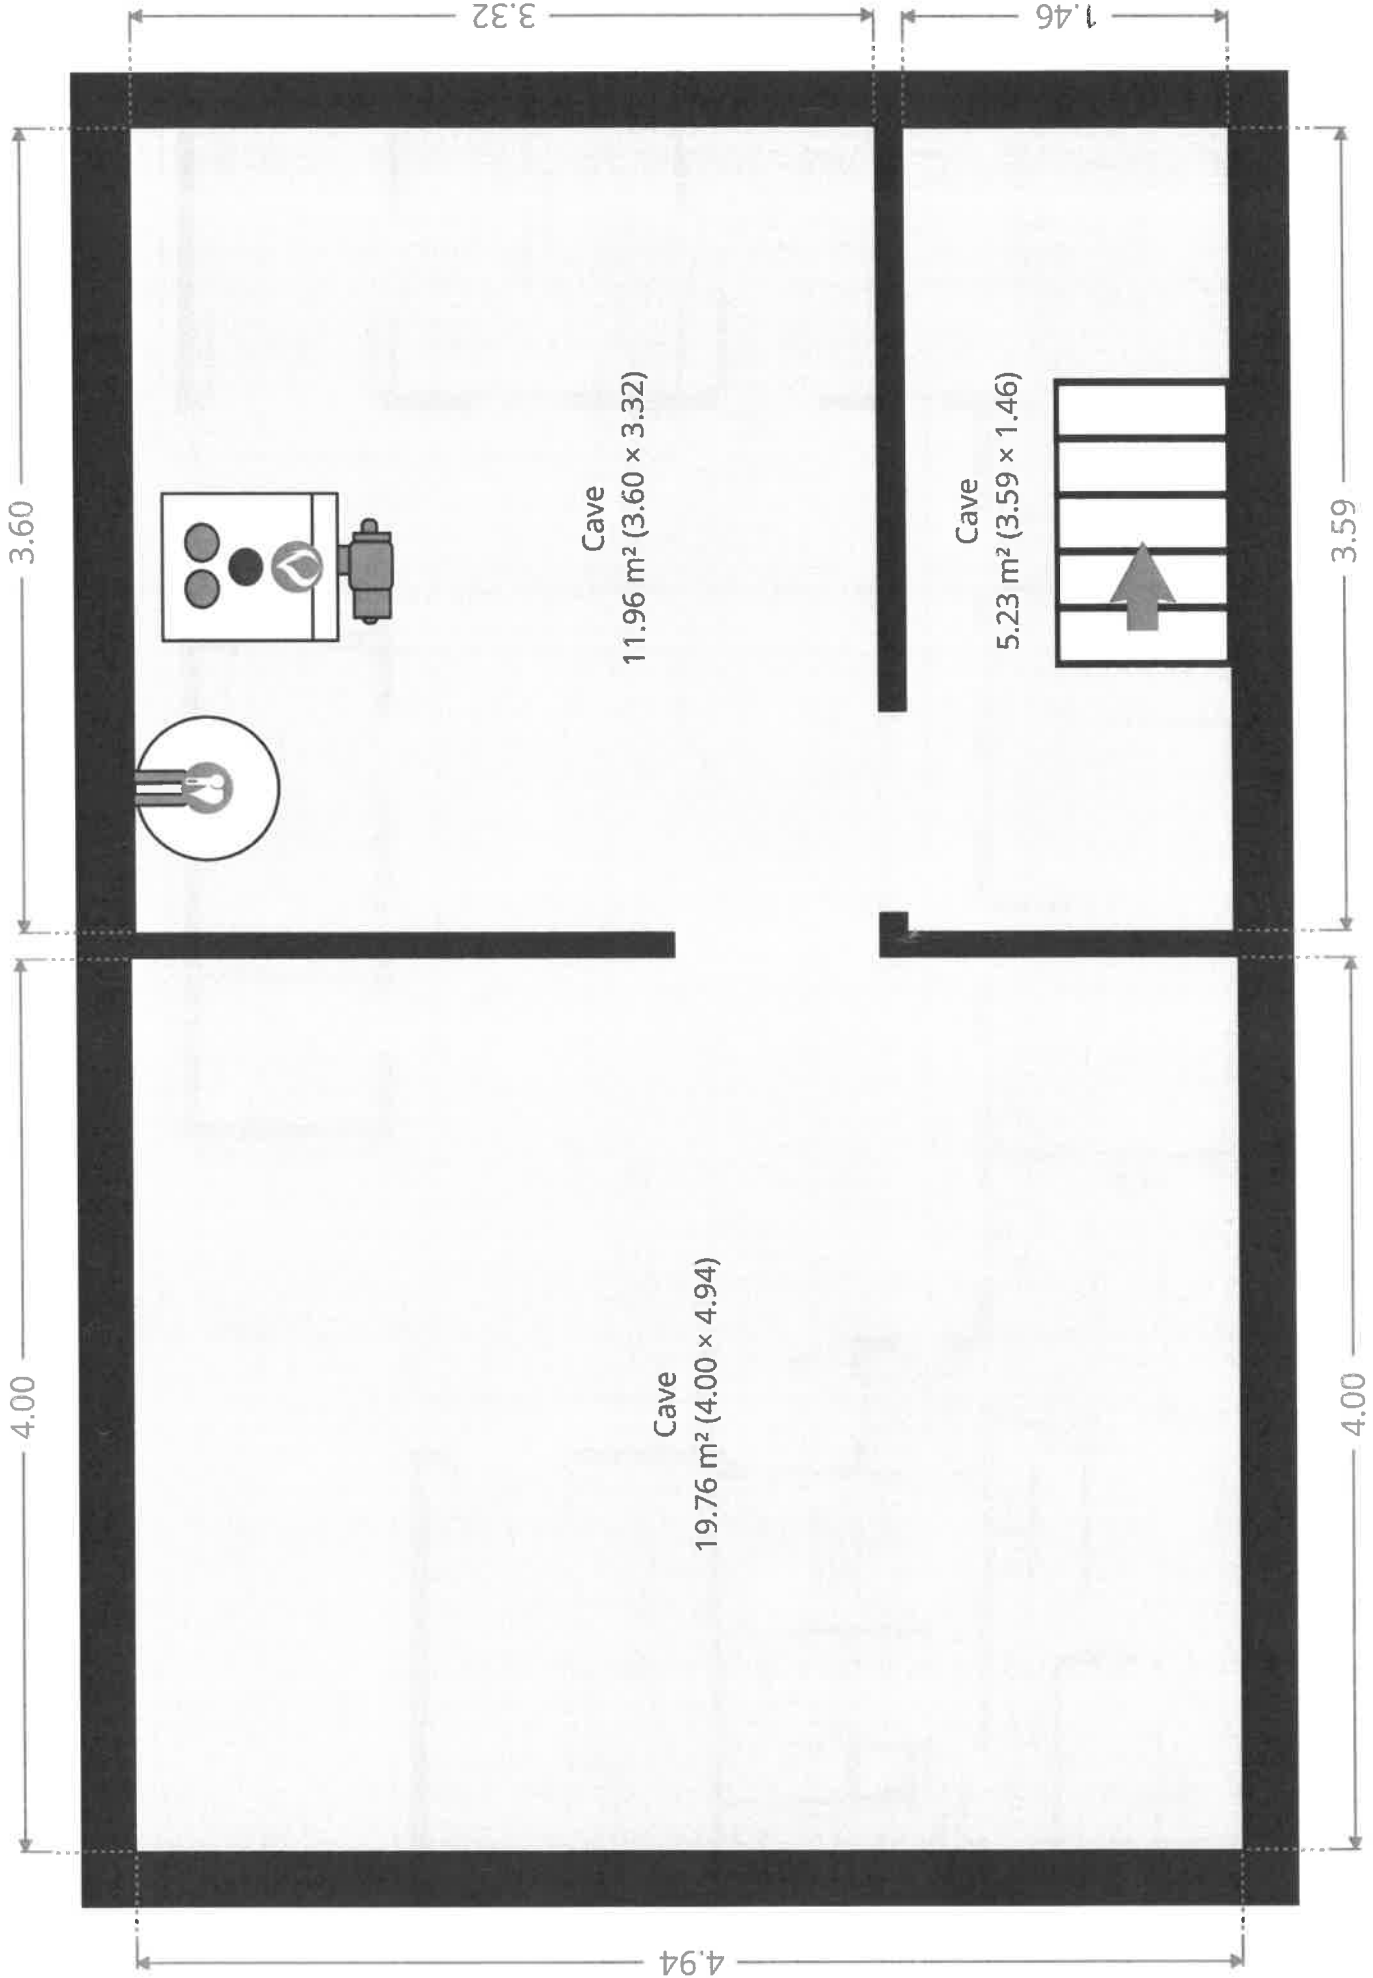 3.32
1.46
3.60
3.59
Cave
11.96 m² (3.60 × 3.32)
Cave
5.23 m² (3.59 × 1.46)
4.00
4.00
Cave
19.76 m² (4.00 × 4.94)
4.94